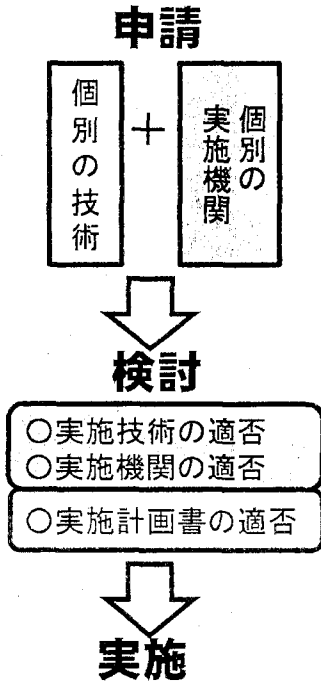 申請
個別の技術
＋
個別の
実施機関
検討
○実施技術の適否
○実施機関の適否
○実施計画書の適否
実施